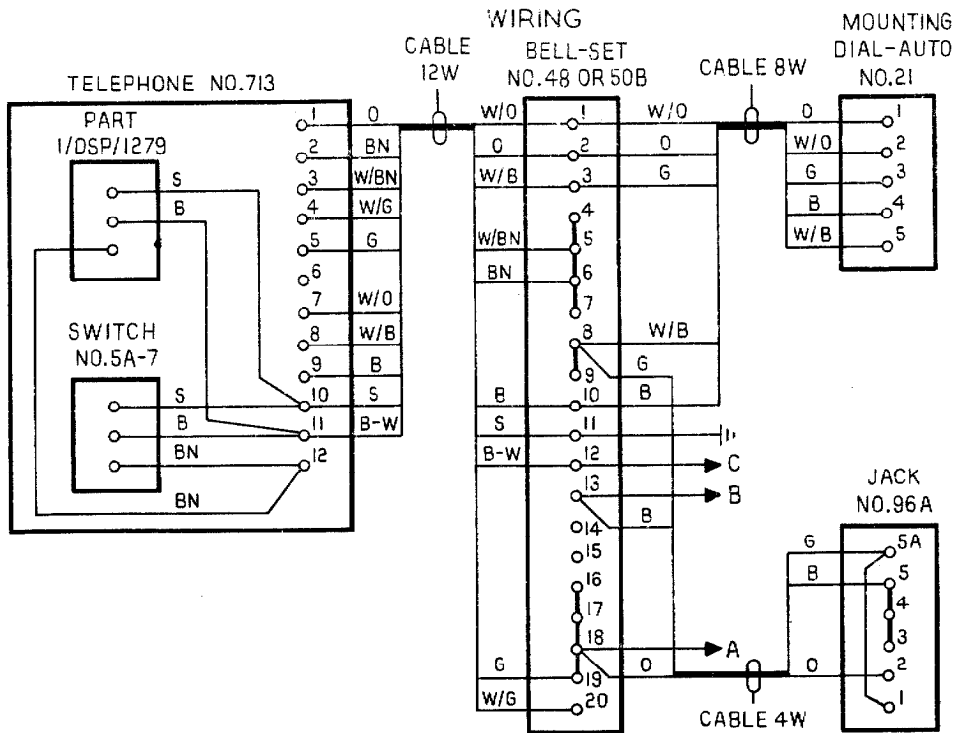 WIRING
TELEPHONE NO.713
PART
1/DSP/1279
S
B
SWITCH
NO.5A-7
S
B
BN
BN
1
2
3
4
5
6
7
8
9
10
11
12
O
BN
W/BN
W/G
G
W/O
W/B
B
S
B-W
CABLE
12W
BELL-SET
NO.48 OR 50B
W/O
O
W/B
W/BN
BN
B
S
B-W
G
W/G
1
2
3
4
5
6
7
8
9
10
11
12
13
14
15
16
17
18
19
20
W/O
O
G
W/B
G
B
C
B
B
A
O
CABLE 8W
MOUNTING
DIAL-AUTO
NO.21
O
W/O
G
B
W/B
1
2
3
4
5
CABLE 4W
JACK
NO.96A
G
B
O
5A
5
4
3
2
1